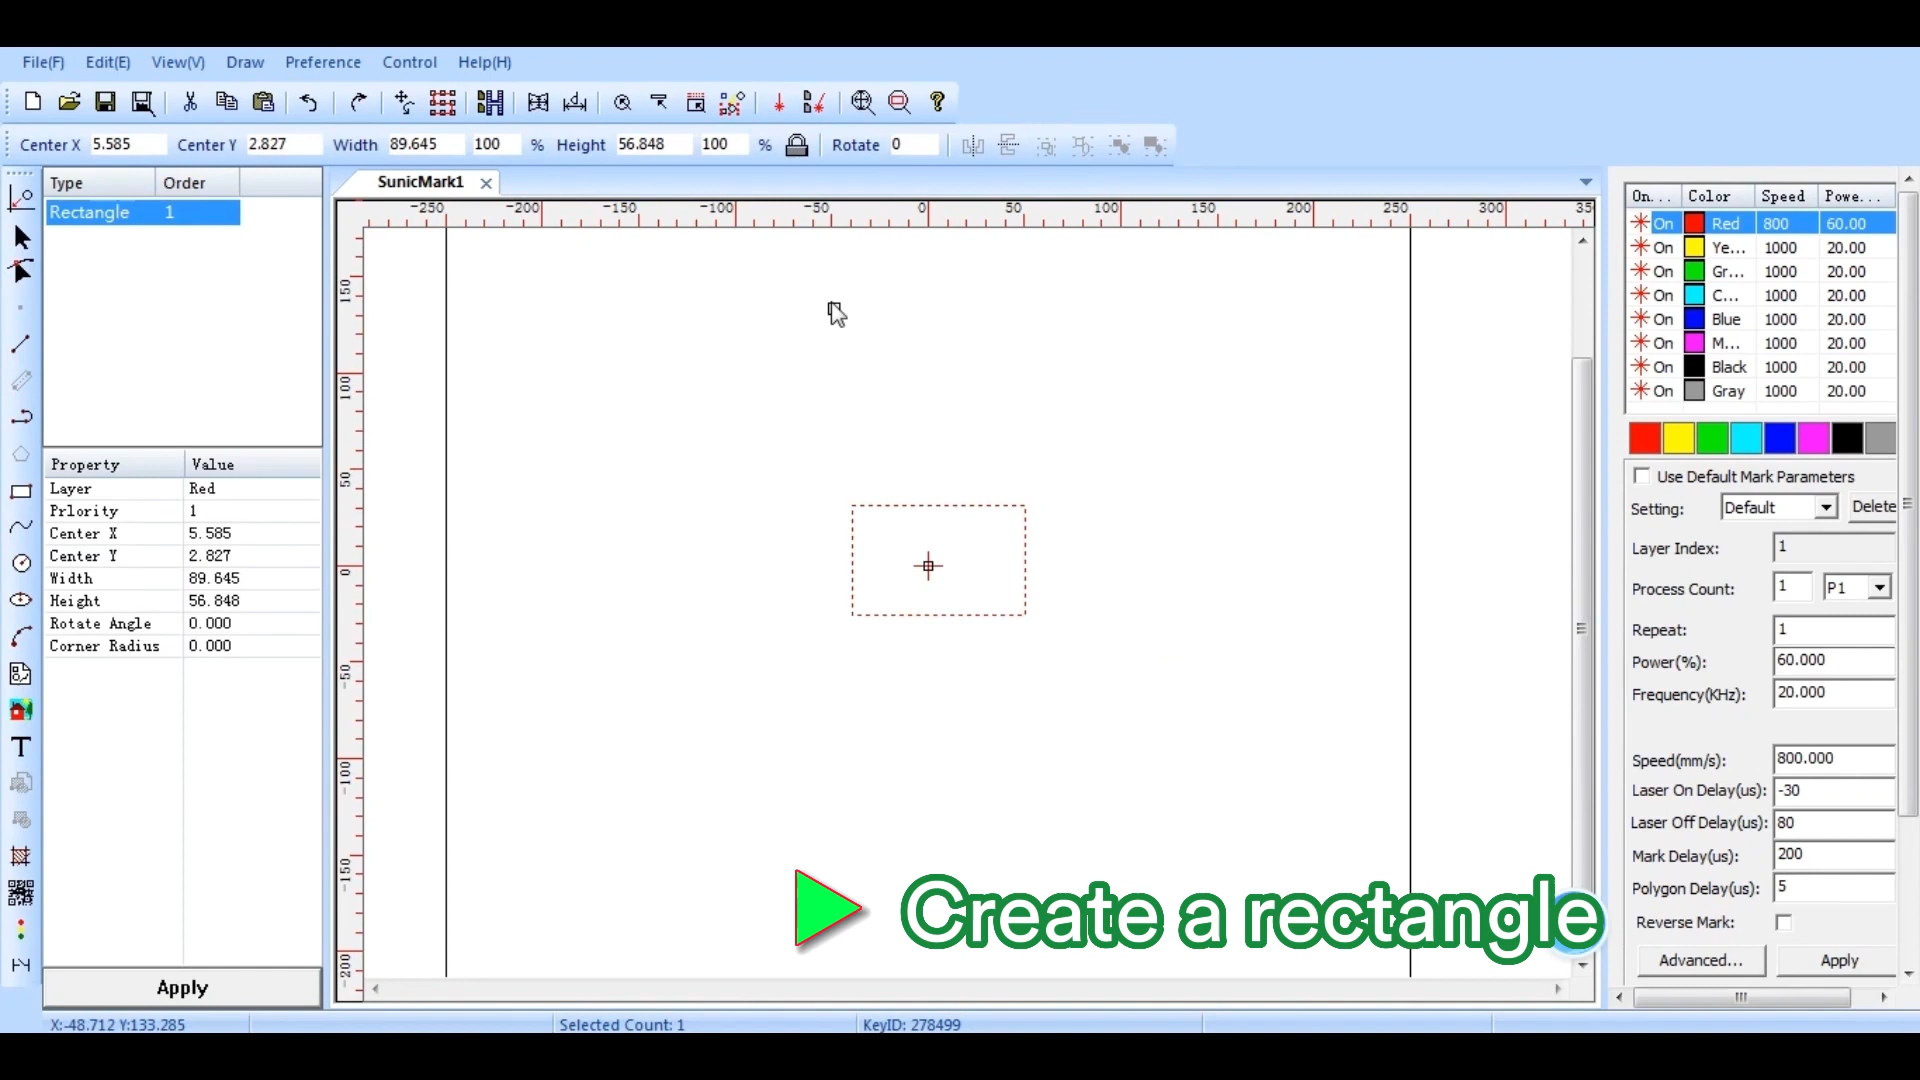 File(F) Edit(E) View(V) Draw Preference Control Help(H)
Center X 5.585 Center Y 2.827 Width 89.645 100 % Height 56.848 100 % Rotate 0
Type Order
Rectangle 1
Property Value
Layer Red
Prlority 1
Center X 5.585
Center Y 2.827
Width 89.645
Height 56.848
Rotate Angle 0.000
Corner Radius 0.000
Apply
SunicMark1
-250 -200 -150 -100 -50 0 50 100 150 200 250 300 35
150
100
50
0
-50
-100
-150
-200
Create a rectangle
On... Color Speed Powe...
On Red 800 60.00
On Ye... 1000 20.00
On Gr... 1000 20.00
On C... 1000 20.00
On Blue 1000 20.00
On M... 1000 20.00
On Black 1000 20.00
On Gray 1000 20.00
Use Default Mark Parameters
Setting: Default Delete
Layer Index: 1
Process Count: 1 P1
Repeat: 1
Power(%): 60.000
Frequency(KHz): 20.000
Speed(mm/s): 800.000
Laser On Delay(us): -30
Laser Off Delay(us): 80
Mark Delay(us): 200
Polygon Delay(us): 5
Reverse Mark:
Advanced... Apply
X:-48.712 Y:133.285 Selected Count: 1 KeyID: 278499